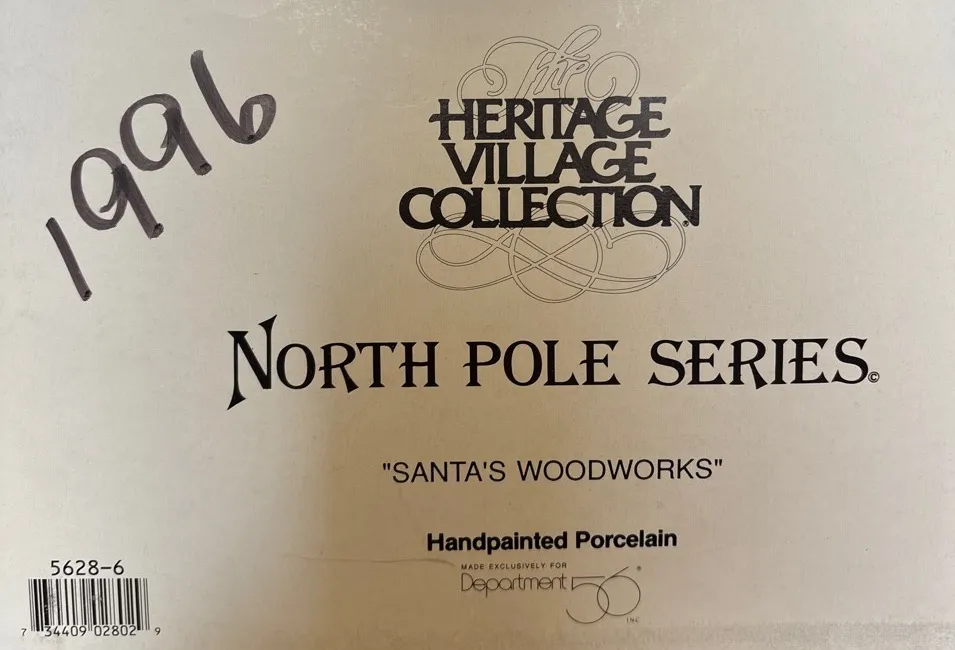 1996
The
HERITAGE
VILLAGE
COLLECTION®
NORTH POLE SERIES©
"SANTA'S WOODWORKS"
Handpainted Porcelain
MADE EXCLUSIVELY FOR
Department 56®
INC
5628-6
7 34409 02802 9